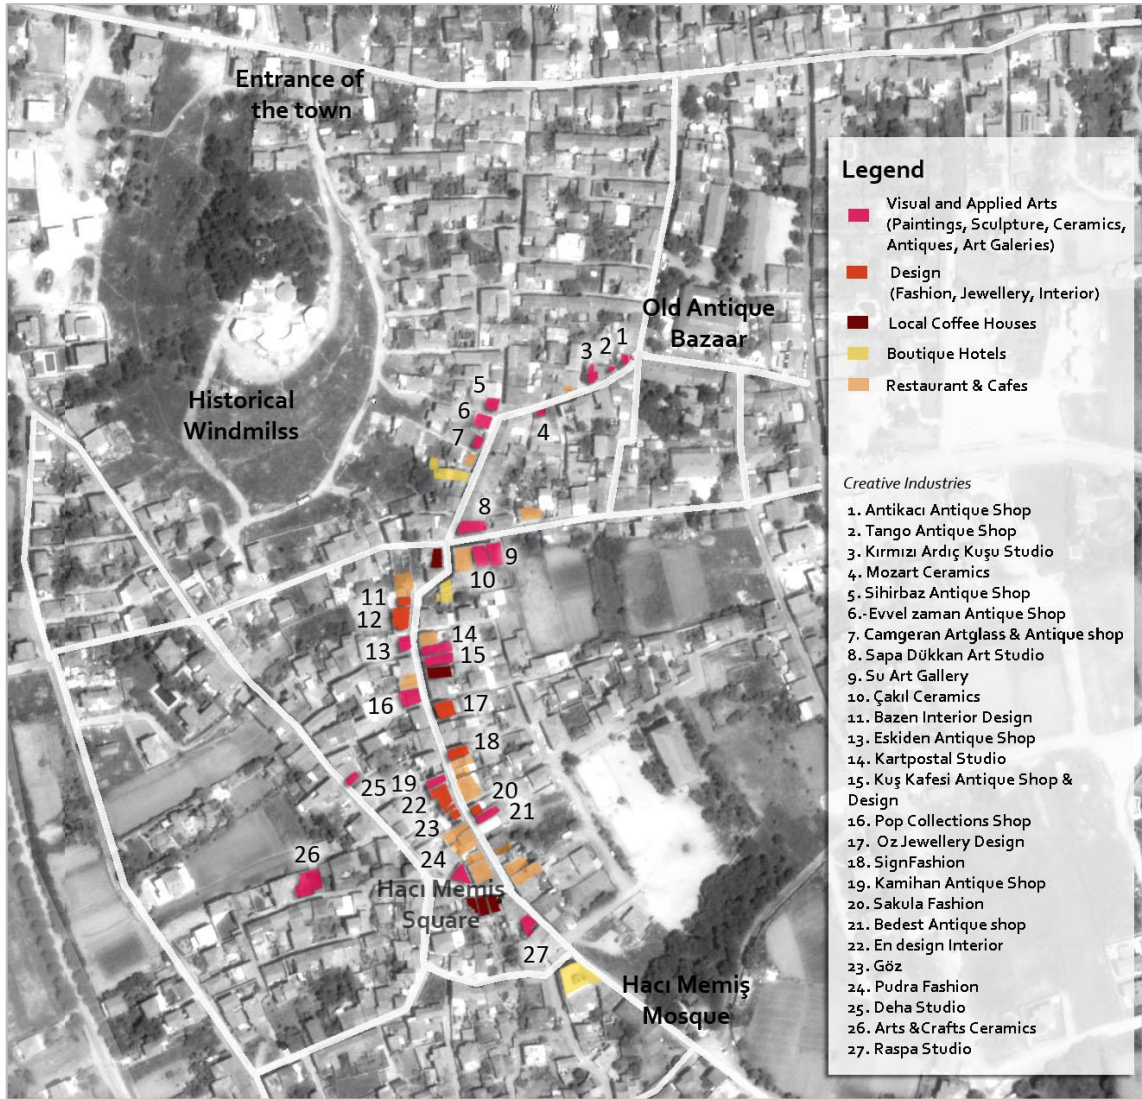 Entrance of
the town
Old Antique
Bazaar
1
2
3
4
5
6
7
Historical
Windmilss
8
9
10
11
12
13
14
15
16
17
18
19
20
21
22
23
24
25
26
27
Hacı Memiş
Square
Hacı Memiş
Mosque
Legend
Visual and Applied Arts
(Paintings, Sculpture, Ceramics,
Antiques, Art Galeries)
Design
(Fashion, Jewellery, Interior)
Local Coffee Houses
Boutique Hotels
Restaurant & Cafes
Creative Industries
1. Antikacı Antique Shop
2. Tango Antique Shop
3. Kırmızı Ardıç Kuşu Studio
4. Mozart Ceramics
5. Sihirbaz Antique Shop
6.-Evvel zaman Antique Shop
7. Camgeran Artglass & Antique shop
8. Sapa Dükkan Art Studio
9. Su Art Gallery
10. Çakıl Ceramics
11. Bazen Interior Design
13. Eskiden Antique Shop
14. Kartpostal Studio
15. Kuş Kafesi Antique Shop &
Design
16. Pop Collections Shop
17. Oz Jewellery Design
18. SignFashion
19. Kamihan Antique Shop
20. Sakula Fashion
21. Bedest Antique shop
22. En design Interior
23. Göz
24. Pudra Fashion
25. Deha Studio
26. Arts &Crafts Ceramics
27. Raspa Studio